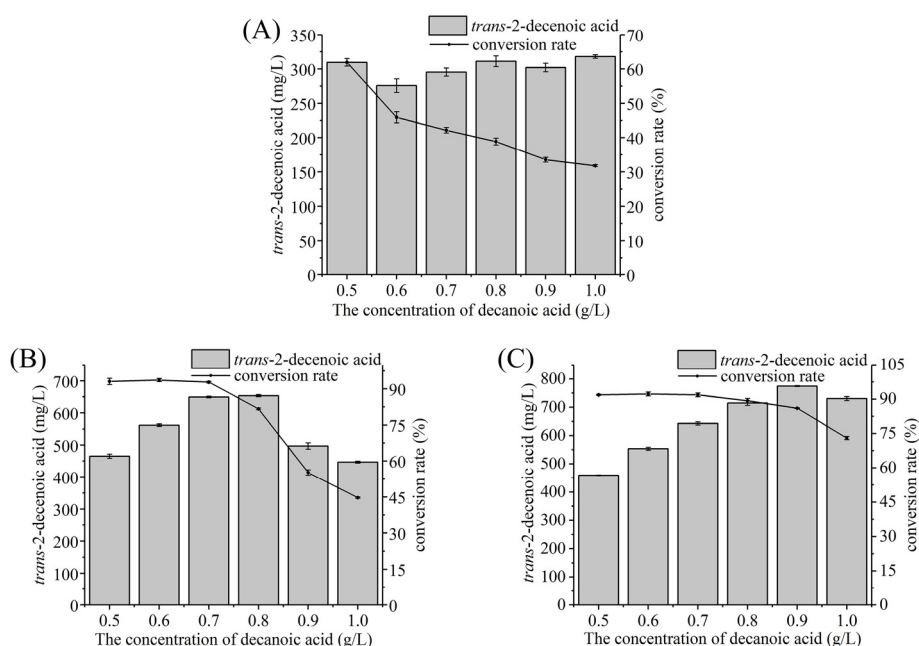 (A)
trans-2-decenoic acid
conversion rate
350
300
250
200
150
100
50
0
trans-2-decenoic acid (mg/L)
70
60
50
40
30
20
10
0
conversion rate (%)
0.5 0.6 0.7 0.8 0.9 1.0
The concentration of decanoic acid (g/L)
(B)
trans-2-decenoic acid
conversion rate
700
600
500
400
300
200
100
0
trans-2-decenoic acid (mg/L)
90
75
60
45
30
15
0
conversion rate (%)
0.5 0.6 0.7 0.8 0.9 1.0
The concentration of decanoic acid (g/L)
(C)
trans-2-decenoic acid
conversion rate
800
700
600
500
400
300
200
100
0
trans-2-decenoic acid (mg/L)
105
90
75
60
45
30
15
0
conversion rate (%)
0.5 0.6 0.7 0.8 0.9 1.0
The concentration of decanoic acid (g/L)